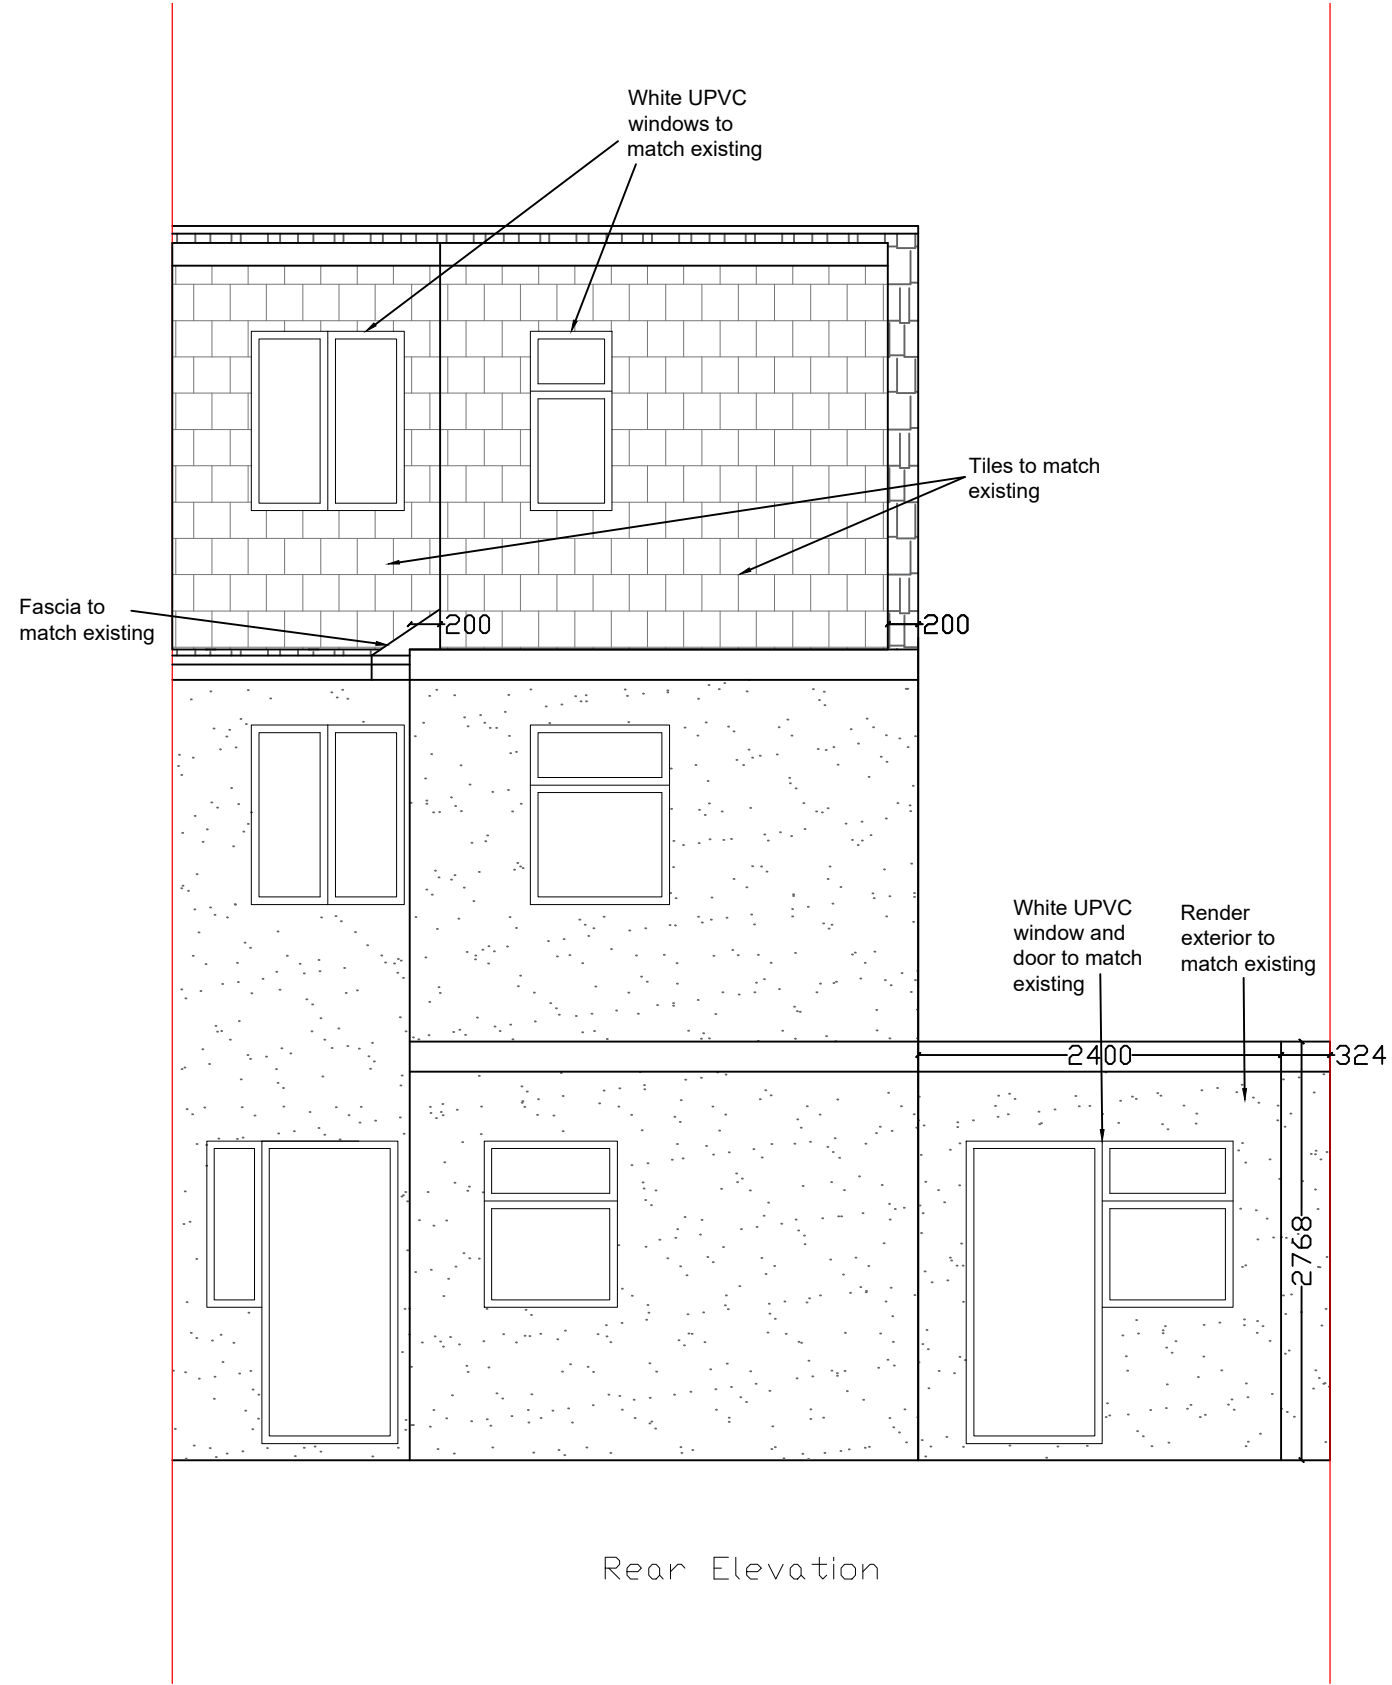 White UPVC
windows to
match existing
Tiles to match
existing
Fascia to
match existing
200
200
White UPVC
window and
door to match
existing
Render
exterior to
match existing
2400
324
2768
Rear Elevation